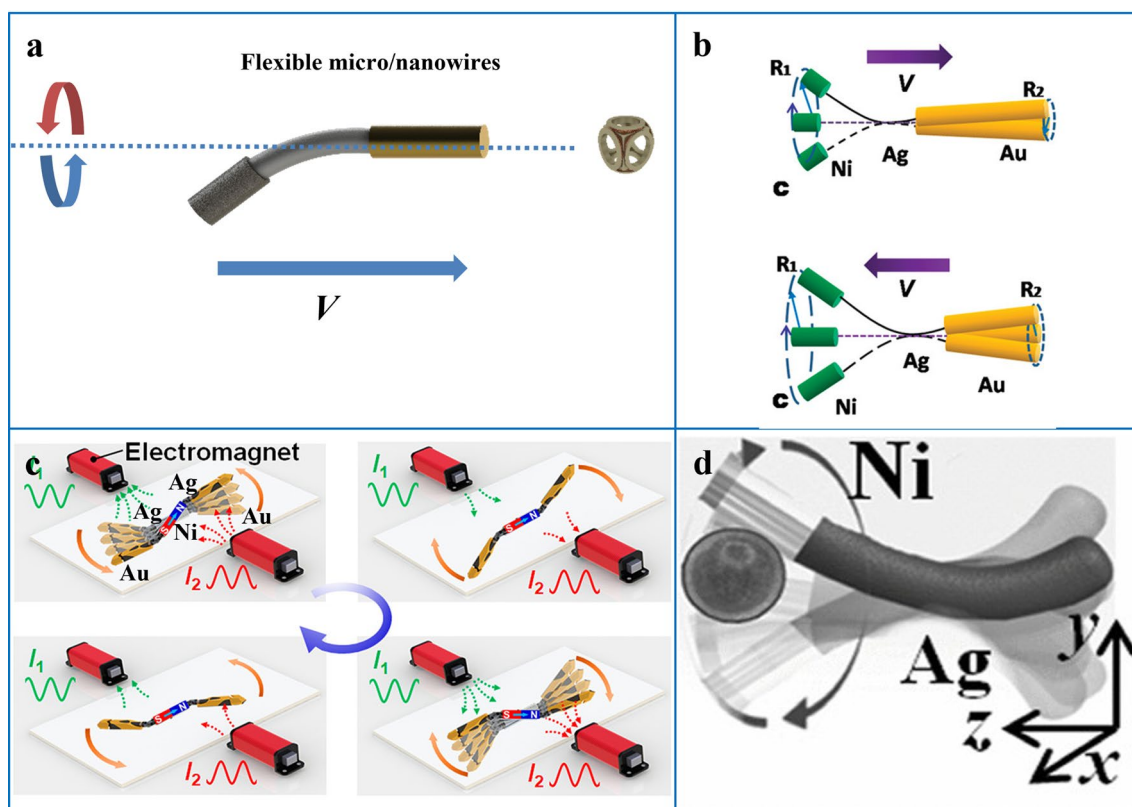 a
Flexible micro/nanowires
V
b
R1
V
R2
Ni
Ag
Au
C
R1
V
R2
Ag
Ni
Au
C
c
Electromagnet
I1
Ag
Ag
Ni
Au
Au
S N
I2
I1
S N
I2
I1
S N
I2
I1
S N
I2
d
Ni
Ag
y
z
x